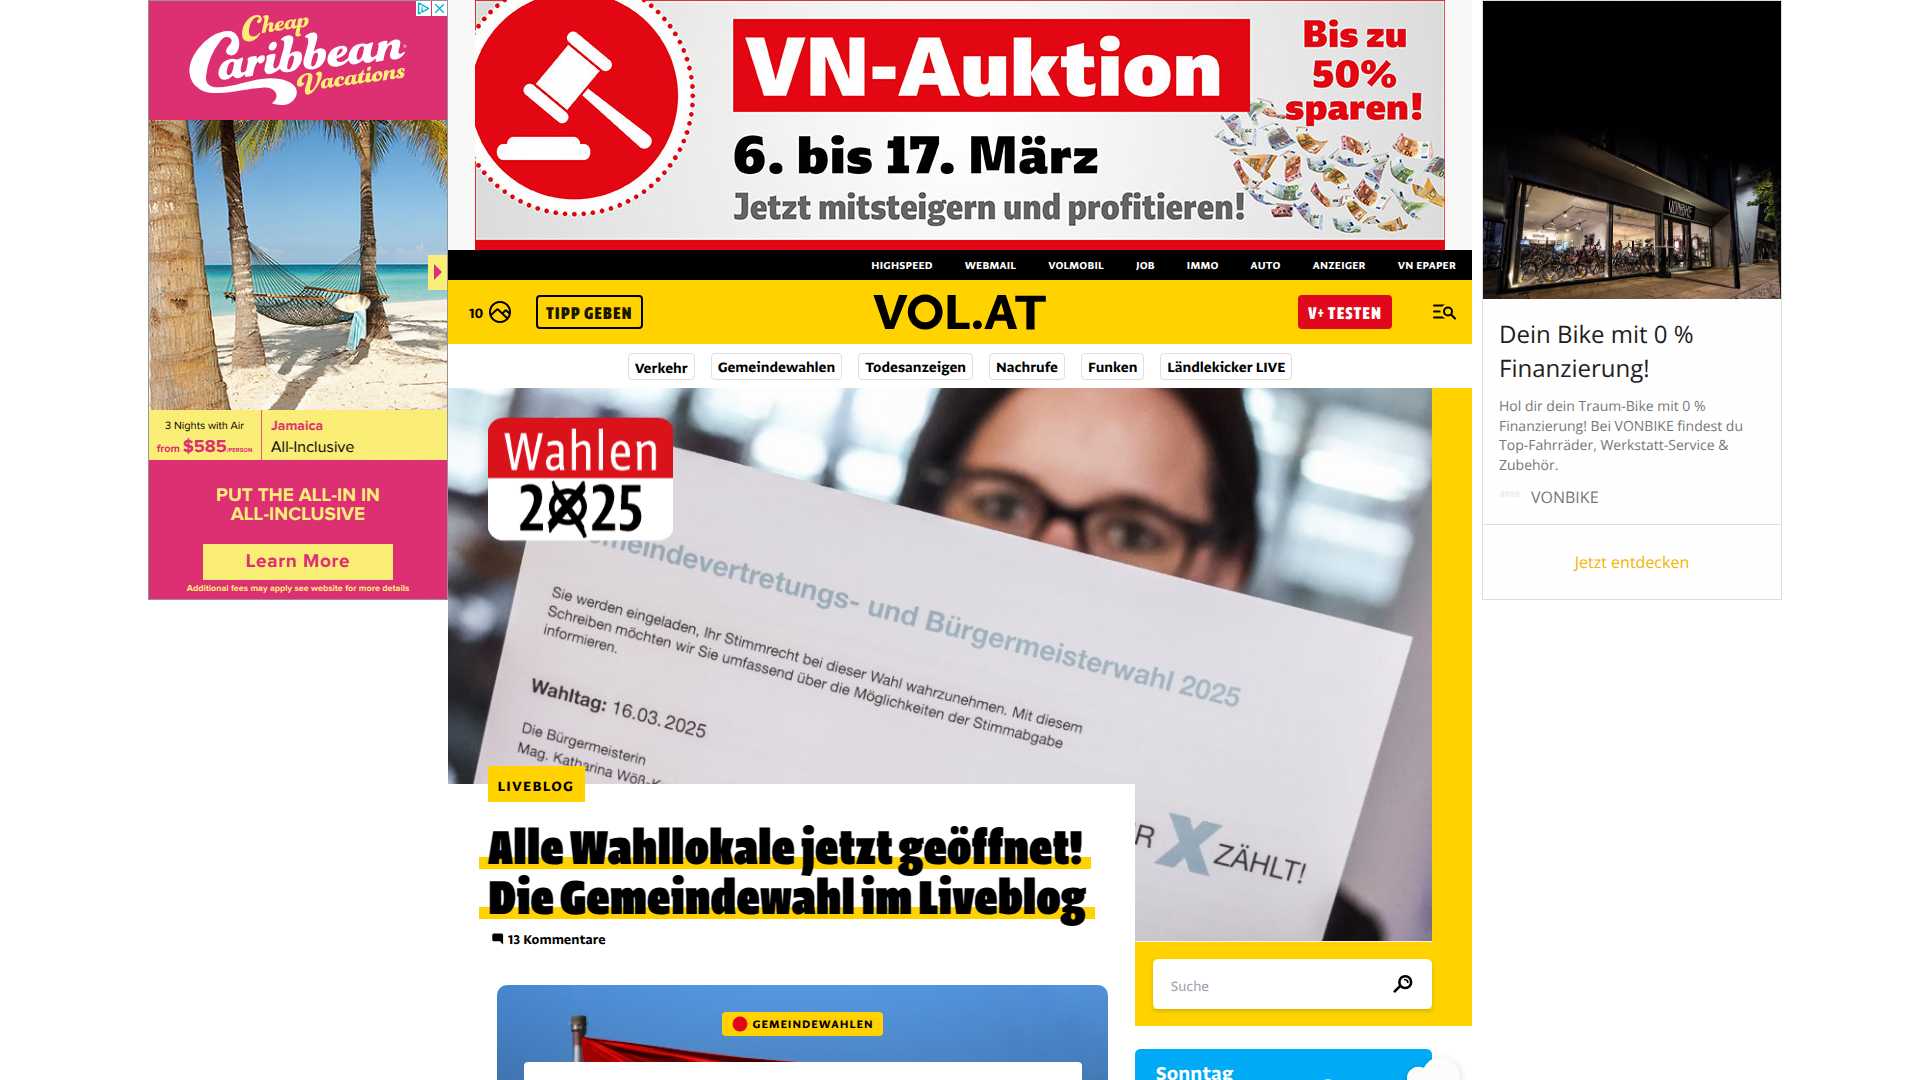 Cheap
Caribbean
Vacations
3 Nights with Air
from $585/PERSON
Jamaica
All-Inclusive
PUT THE ALL-IN IN
ALL-INCLUSIVE
Learn More
Additional fees may apply see website for more details
VN-Auktion
6. bis 17. März
Jetzt mitsteigern und profitieren!
Bis zu
50%
sparen!
HIGHSPEED WEBMAIL VOLMOBIL JOB IMMO AUTO ANZEIGER VN EPAPER
10 TIPP GEBEN VOL.AT V+ TESTEN
Verkehr Gemeindewahlen Todesanzeigen Nachrufe Funken Ländlekicker LIVE
Wahlen
2025
meindevertretungs- und Bürgermeisterwahl 2025
Sie werden eingeladen, Ihr Stimmrecht bei dieser Wahl wahrzunehmen. Mit diesem
Schreiben möchten wir Sie umfassend über die Möglichkeiten der Stimmabgabe
informieren.
Wahltag: 16.03.2025
Die Bürgermeisterin
Mag. Katharina Wöß-K
R X ZÄHLT!
LIVEBLOG
Alle Wahllokale jetzt geöffnet!
Die Gemeindewahl im Liveblog
13 Kommentare
GEMEINDEWAHLEN
Suche
Sonntag
VONBIKE
Dein Bike mit 0 %
Finanzierung!
Hol dir dein Traum-Bike mit 0 %
Finanzierung! Bei VONBIKE findest du
Top-Fahrräder, Werkstatt-Service &
Zubehör.
VONBIKE
Jetzt entdecken